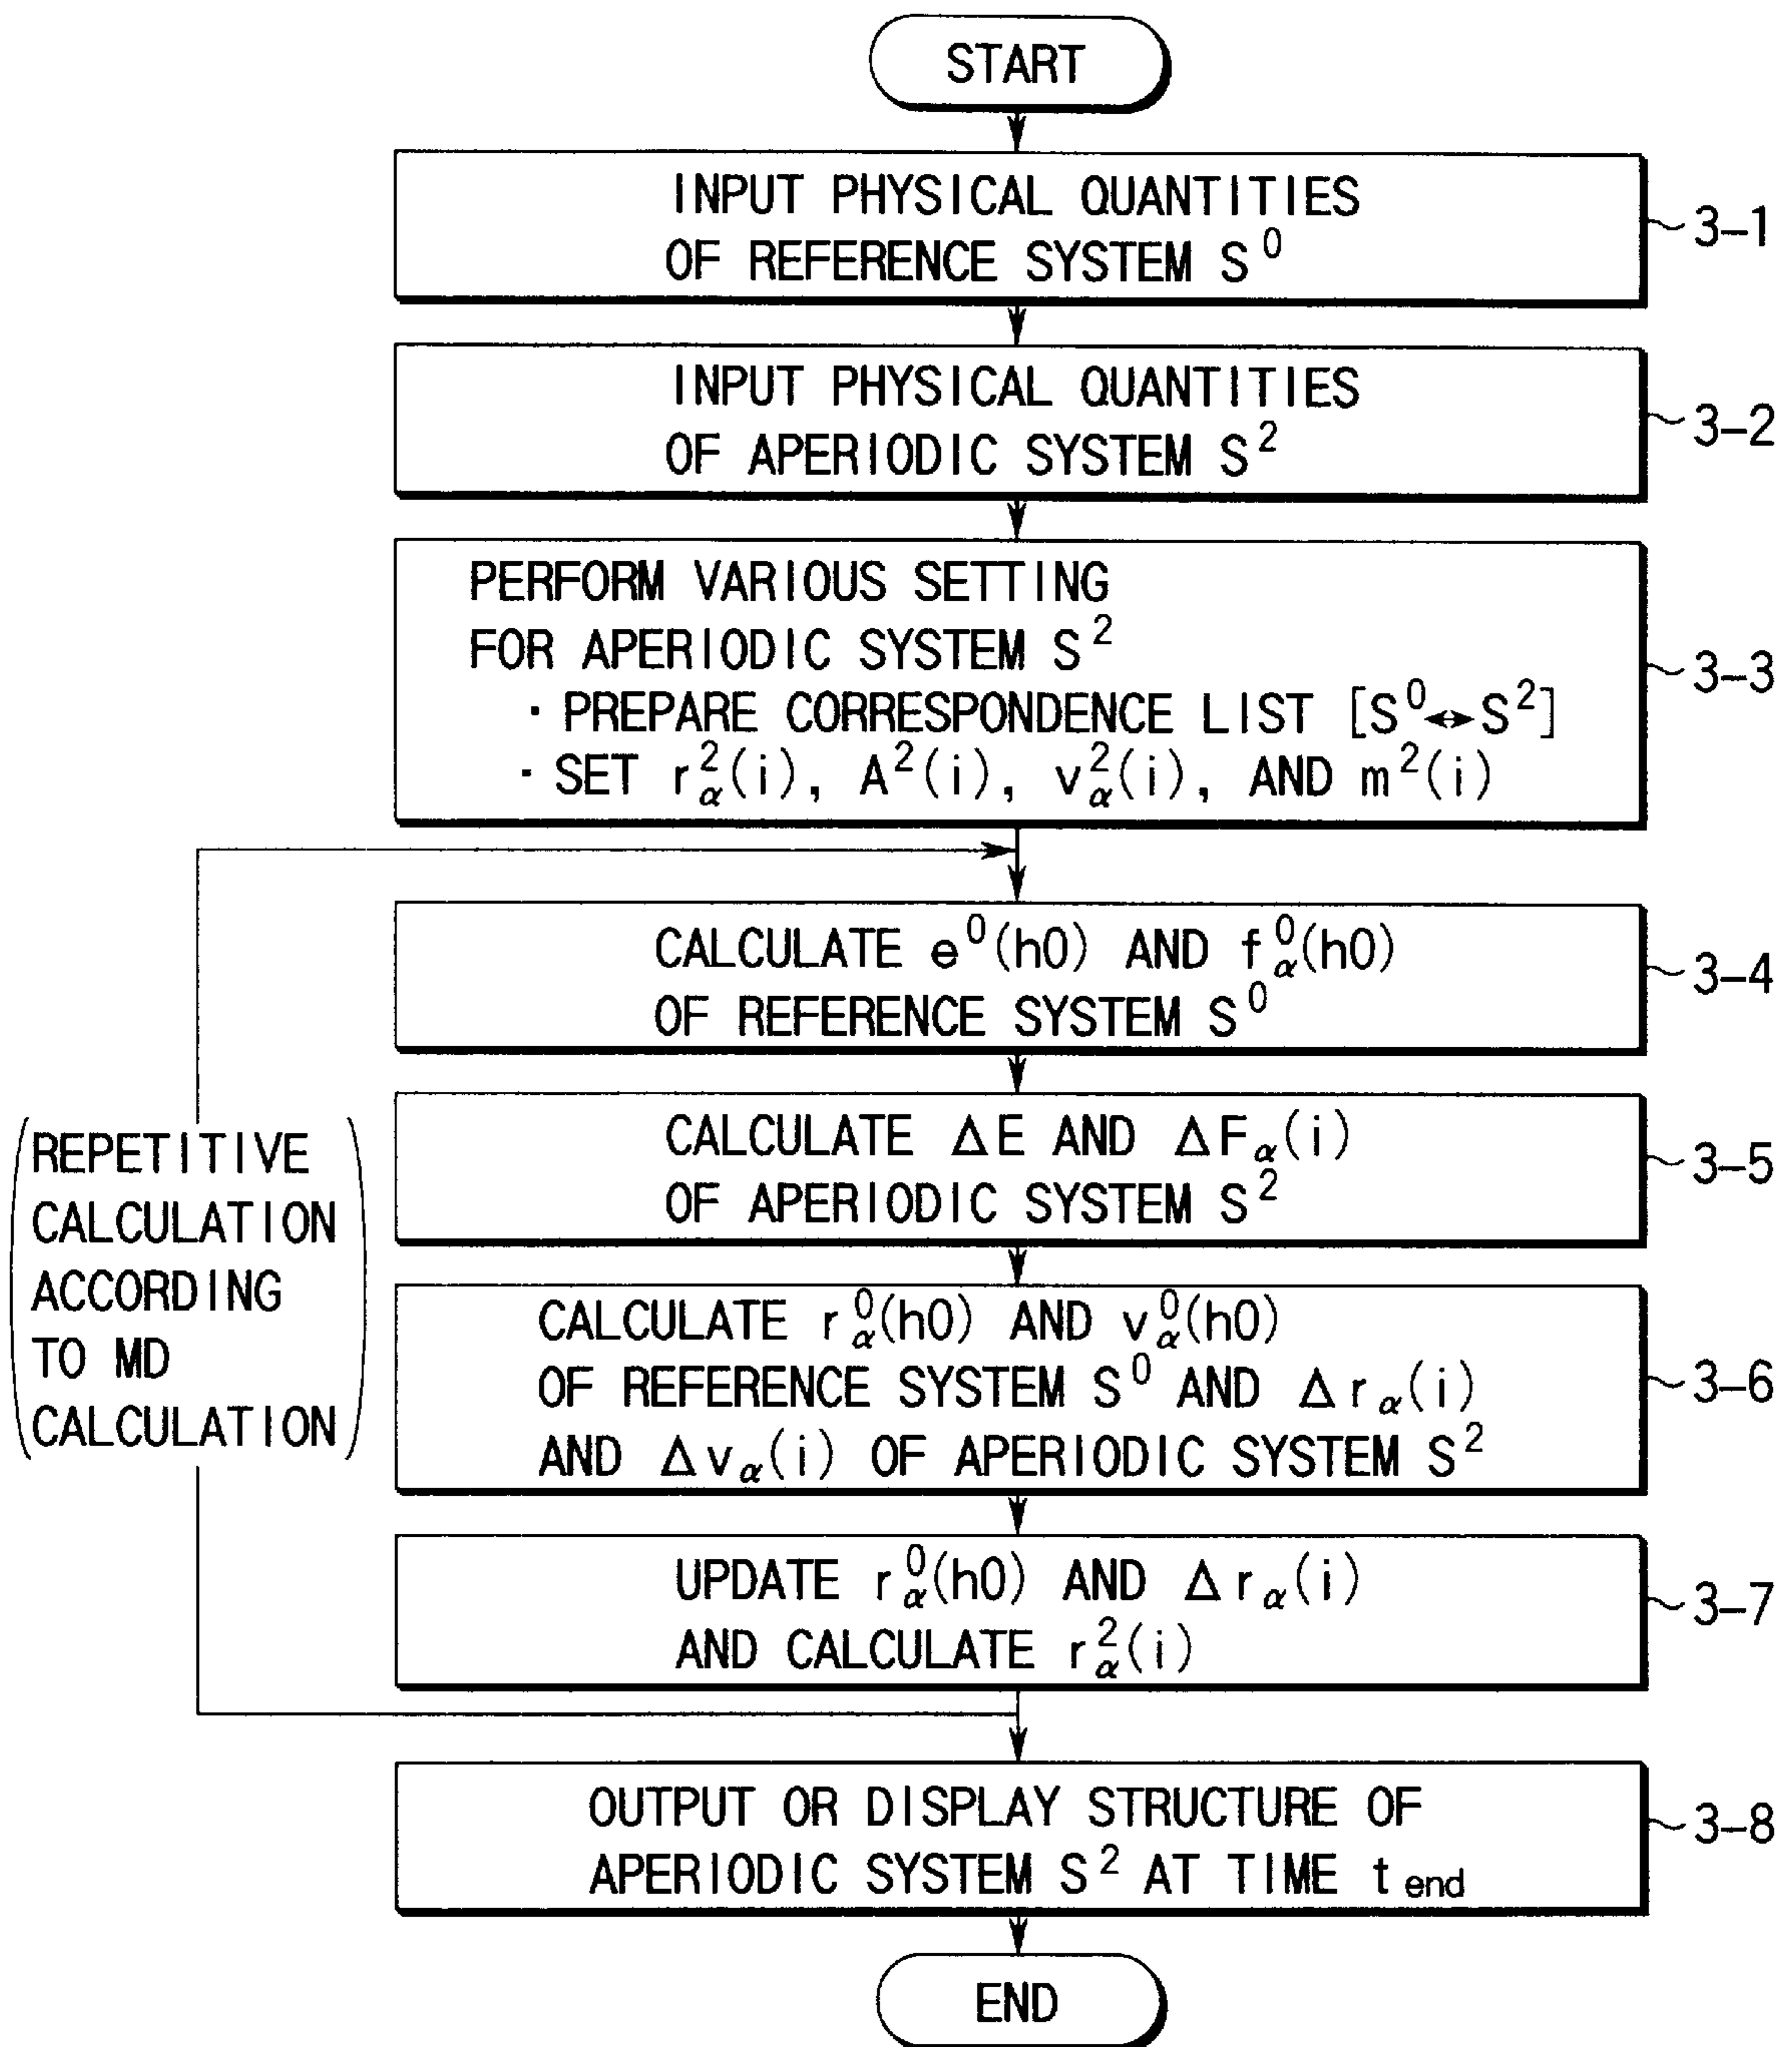 START
INPUT PHYSICAL QUANTITIES
OF REFERENCE SYSTEM S⁰
3-1
INPUT PHYSICAL QUANTITIES
OF APERIODIC SYSTEM S²
3-2
PERFORM VARIOUS SETTING
FOR APERIODIC SYSTEM S²
· PREPARE CORRESPONDENCE LIST [S⁰↔S²]
· SET r²α(i), A²(i), v²α(i), AND m²(i)
3-3
CALCULATE e⁰(h0) AND f⁰α(h0)
OF REFERENCE SYSTEM S⁰
3-4
CALCULATE ΔE AND ΔFα(i)
OF APERIODIC SYSTEM S²
3-5
(REPETITIVE
CALCULATION
ACCORDING
TO MD
CALCULATION)
CALCULATE r⁰α(h0) AND v⁰α(h0)
OF REFERENCE SYSTEM S⁰ AND Δrα(i)
AND Δvα(i) OF APERIODIC SYSTEM S²
3-6
UPDATE r⁰α(h0) AND Δrα(i)
AND CALCULATE r²α(i)
3-7
OUTPUT OR DISPLAY STRUCTURE OF
APERIODIC SYSTEM S² AT TIME tend
3-8
END